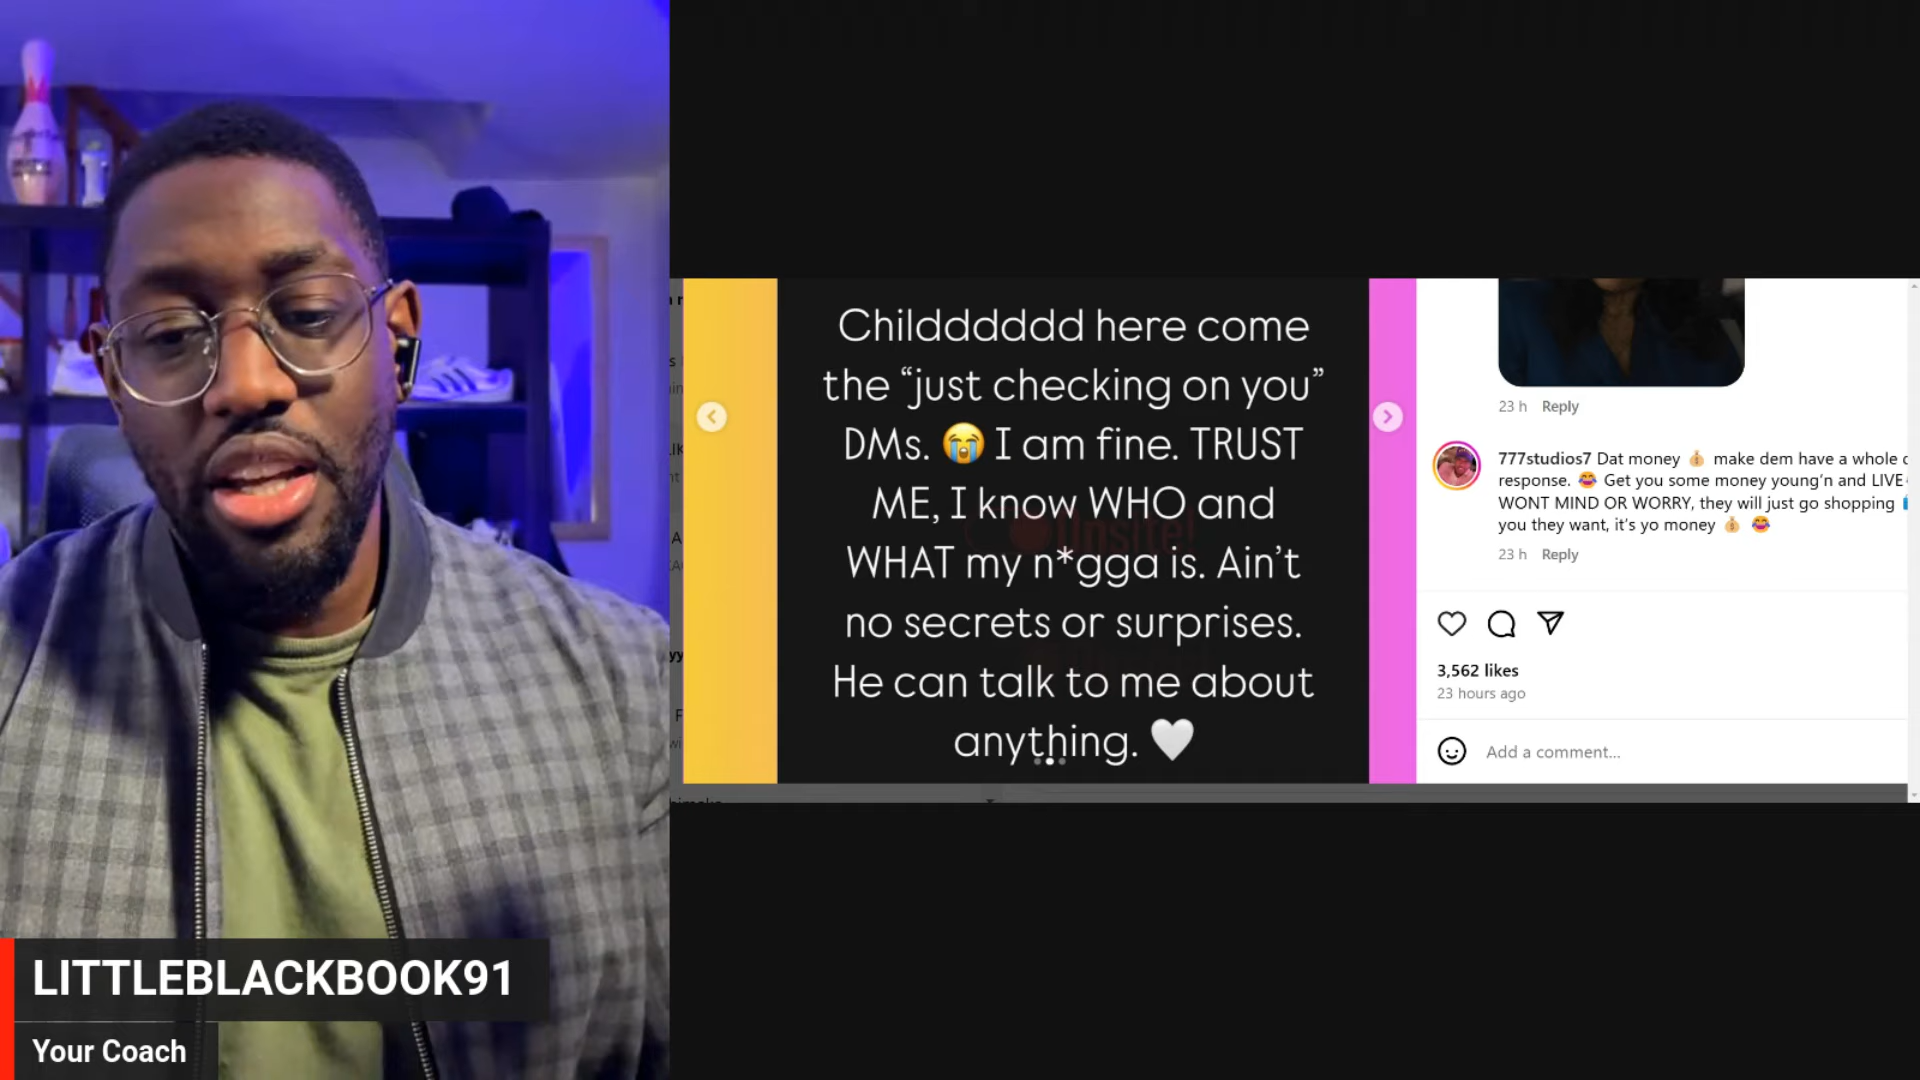 Childddddd here come
the “just checking on you”
DMs. 😭 I am fine. TRUST
ME, I know WHO and
WHAT my n*gga is. Ain’t
no secrets or surprises.
He can talk to me about
anything. 🤍
23 h Reply
777studios7 Dat money 💰 make dem have a whole
response. 😂 Get you some money young’n and LIVE
WONT MIND OR WORRY, they will just go shopping
you they want, it’s yo money 💰 😂
23 h Reply
3,562 likes
23 hours ago
Add a comment...
LITTLEBLACKBOOK91
Your Coach